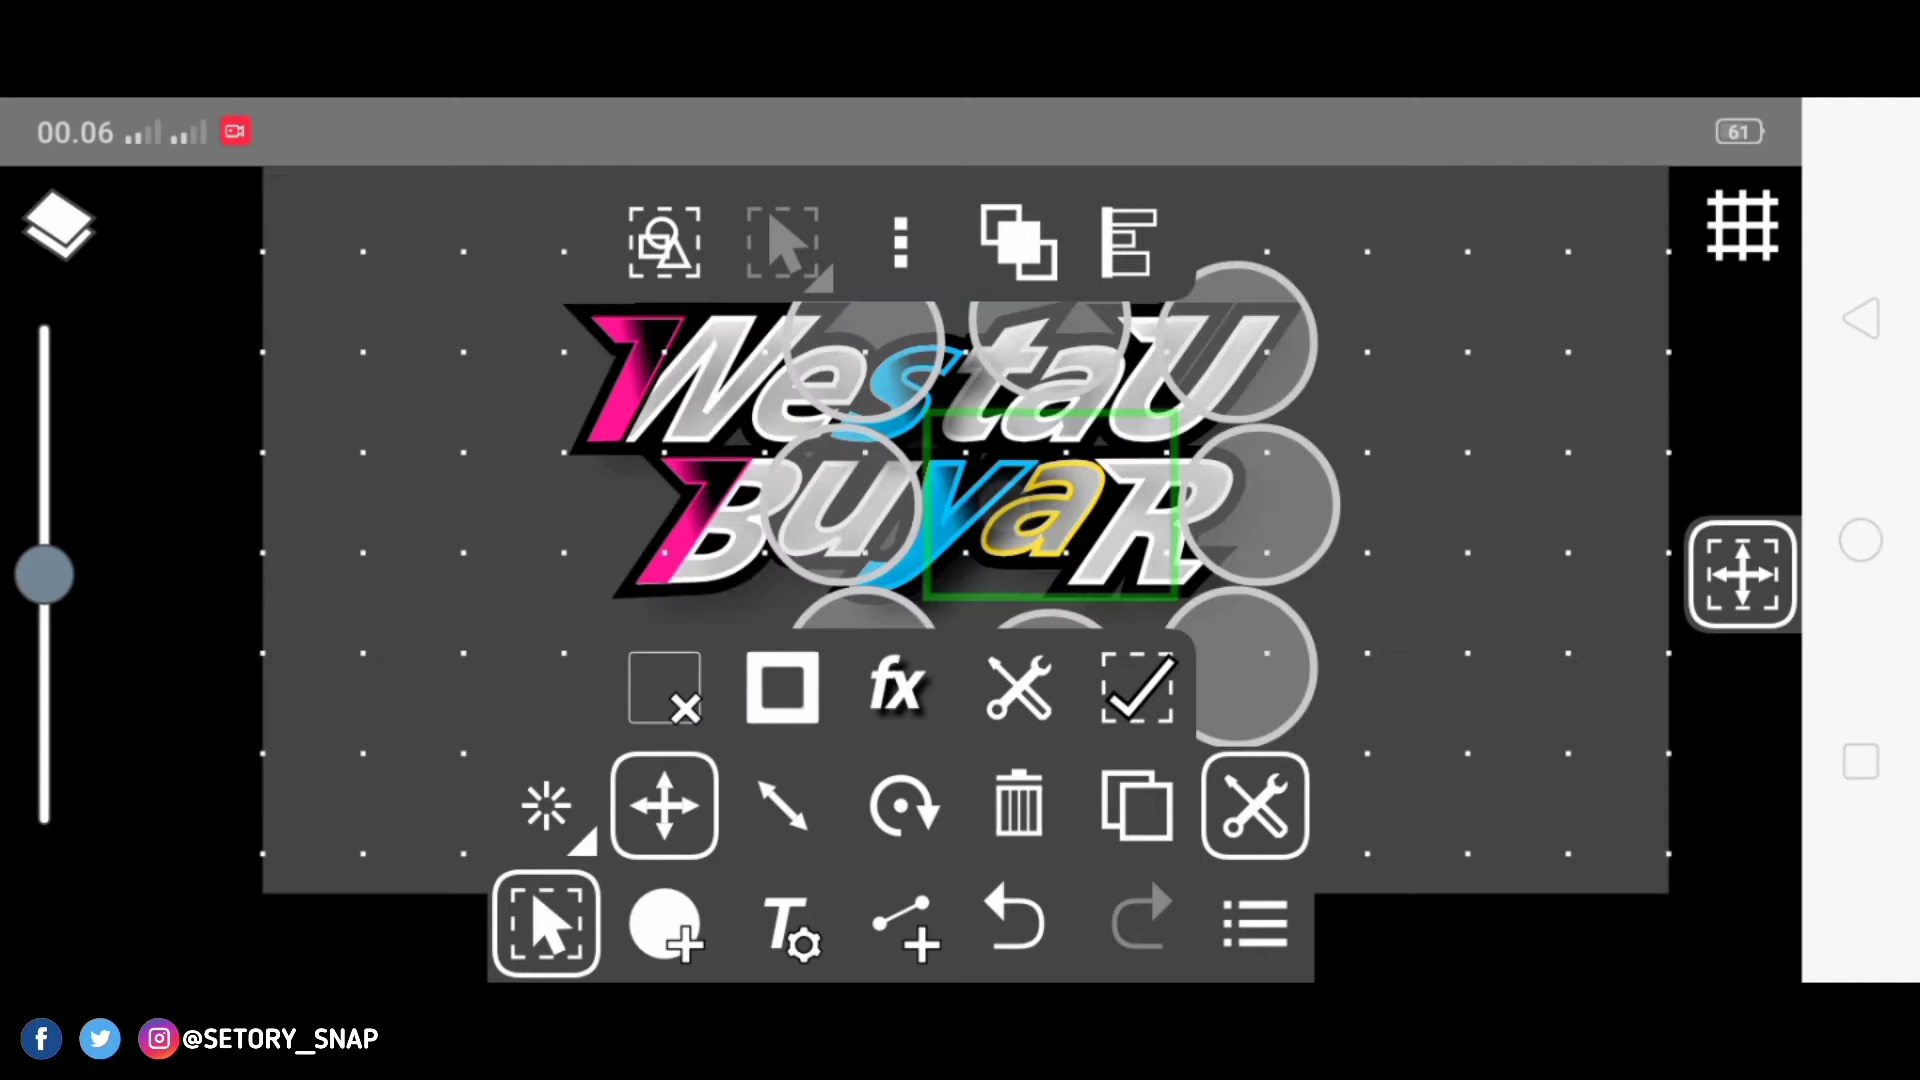 00.06
61
WestaU
BuyaR
fx
T
f
@SETORY_SNAP